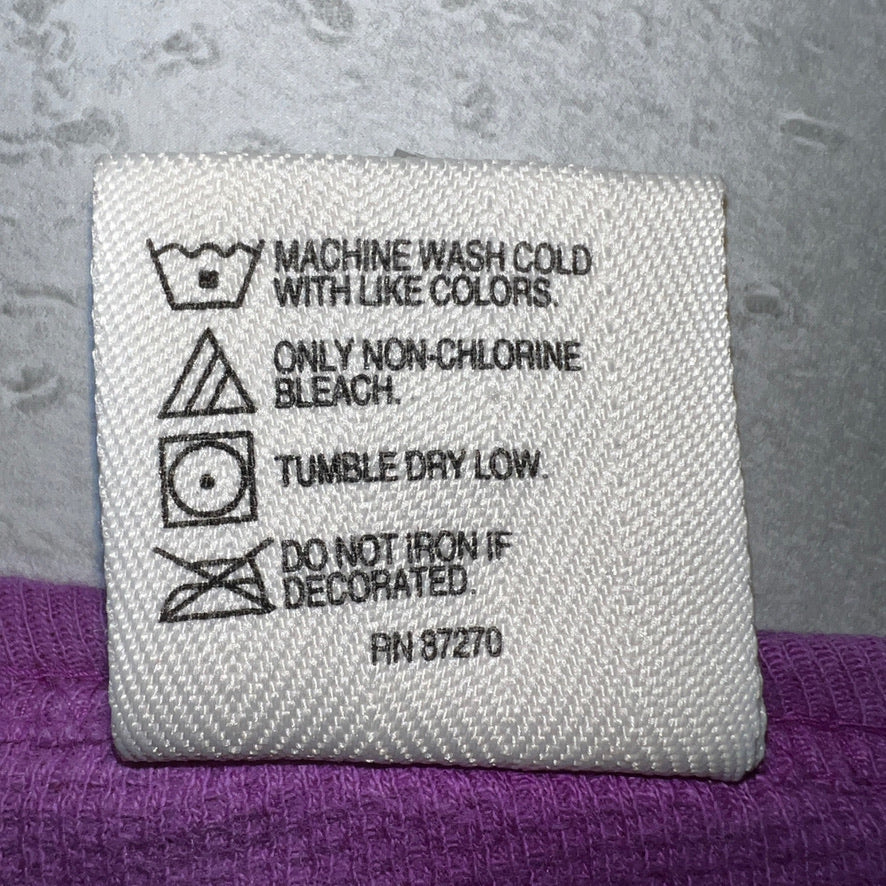 MACHINE WASH COLD
WITH LIKE COLORS.
ONLY NON-CHLORINE
BLEACH.
TUMBLE DRY LOW.
DO NOT IRON IF
DECORATED.
RN 87270